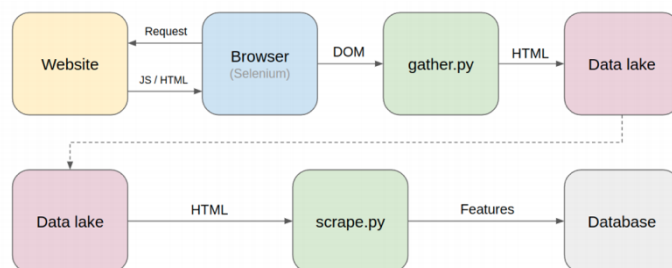 Request
Website
Browser
(Selenium)
JS / HTML
DOM
gather.py
HTML
Data lake
Data lake
HTML
scrape.py
Features
Database